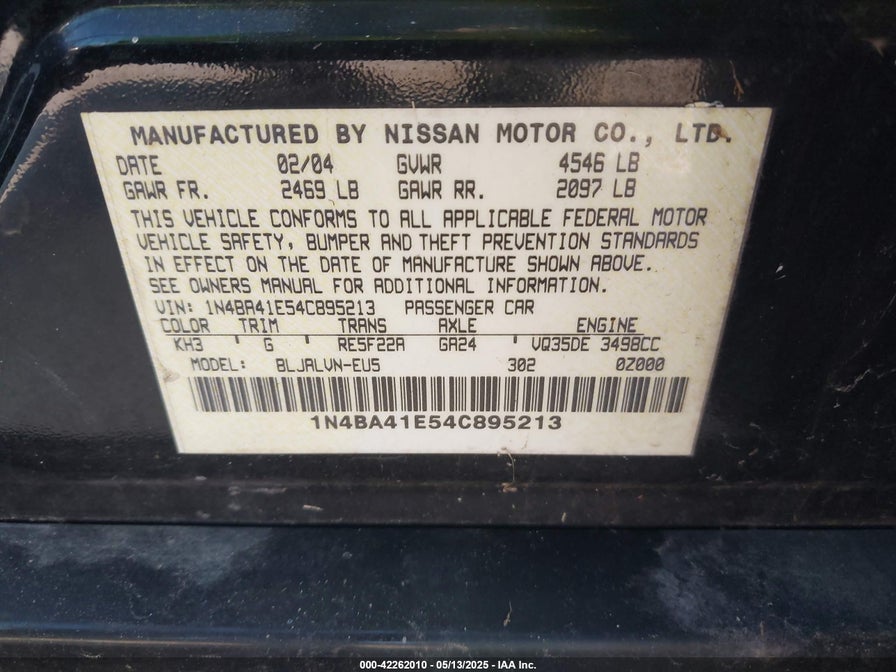 MANUFACTURED BY NISSAN MOTOR CO., LTD.
DATE 02/04 GVWR 4546 LB
GAWR FR. 2469 LB GAWR RR. 2097 LB
THIS VEHICLE CONFORMS TO ALL APPLICABLE FEDERAL MOTOR
VEHICLE SAFETY, BUMPER AND THEFT PREVENTION STANDARDS
IN EFFECT ON THE DATE OF MANUFACTURE SHOWN ABOVE.
SEE OWNERS MANUAL FOR ADDITIONAL INFORMATION.
VIN: 1N4BA41E54C895213 PASSENGER CAR
COLOR TRIM TRANS AXLE ENGINE
KH3 ' G ' RE5F22A GA24 ' VQ35DE 3498CC
MODEL: BLJALVN-EU5 302 0Z000
1N4BA41E54C895213
000-42262010 - 05/13/2025 - IAA Inc.